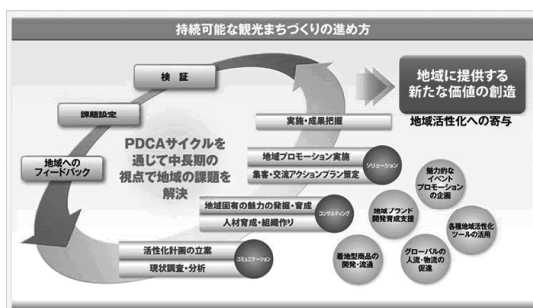 持続可能な観光まちづくりの進め方
検証
課題設定
地域への
フィードバック
PDCAサイクルを
通じて中長期の
視点で地域の課題を
解決
地域に提供する
新たな価値の創造
地域活性化への寄与
実施・成果把握
地域プロモーション実施
集客・交流アクションプラン策定
ソリューション
地域固有の魅力の発掘・育成
人材育成・組織作り
コンサルティング
活性化計画の立案
現状調査・分析
コミュニケーション
魅力的な
イベント
プロモーション
の企画
地域ブランド
開発育成支援
各種地域活性化
ツールの活用
着地型商品の
開発・流通
グローバルの
人流・物流の
促進